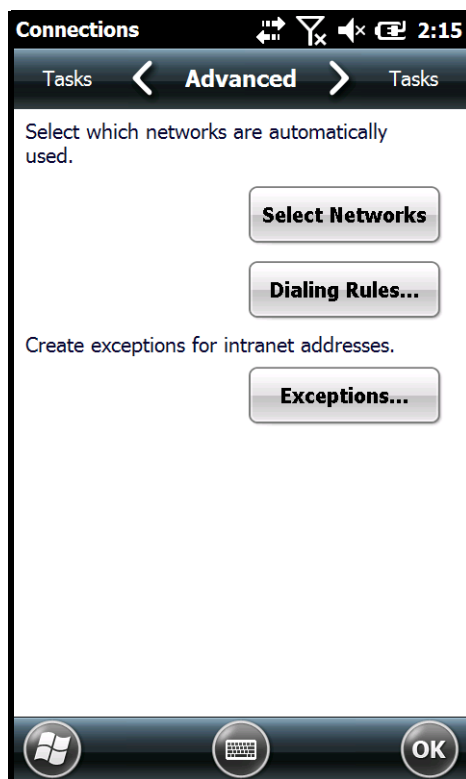 Connections 2:15
Tasks Advanced Tasks
Select which networks are automatically
used.
Select Networks
Dialing Rules...
Create exceptions for intranet addresses.
Exceptions...
OK